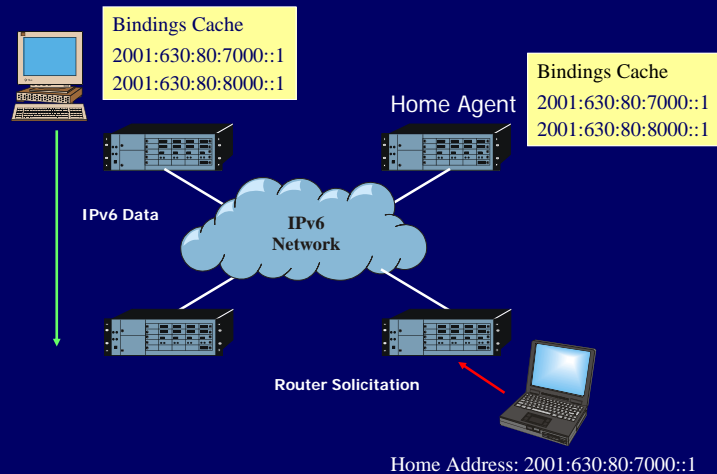 Bindings Cache
2001:630:80:7000::1
2001:630:80:8000::1
Home Agent
Bindings Cache
2001:630:80:7000::1
2001:630:80:8000::1
IPv6 Data
IPv6
Network
Router Solicitation
Home Address: 2001:630:80:7000::1